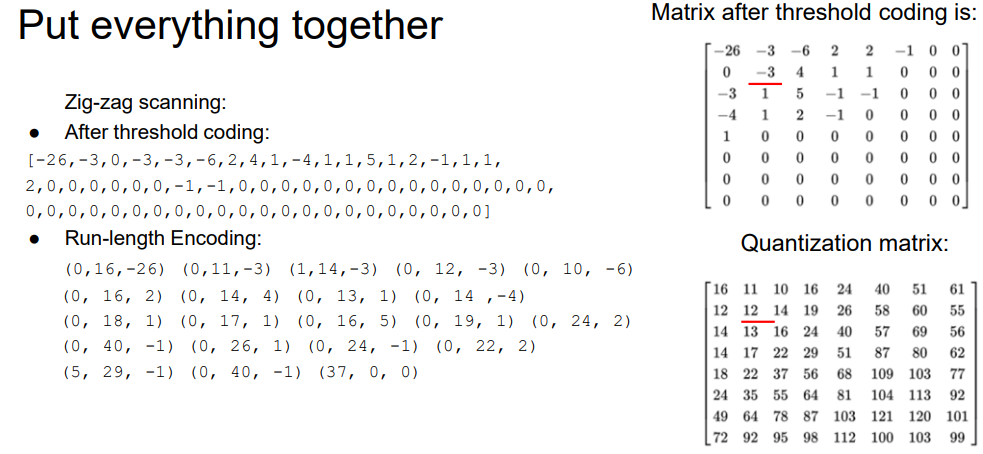 Put everything together
Zig-zag scanning:
● After threshold coding:
[-26,-3,0,-3,-3,-6,2,4,1,-4,1,1,5,1,2,-1,1,1,
2,0,0,0,0,0,0,-1,-1,0,0,0,0,0,0,0,0,0,0,0,0,0,0,0,
0,0,0,0,0,0,0,0,0,0,0,0,0,0,0,0,0,0,0,0,0,0]
● Run-length Encoding:
(0,16,-26) (0,11,-3) (1,14,-3) (0, 12, -3) (0, 10, -6)
(0, 16, 2) (0, 14, 4) (0, 13, 1) (0, 14 ,-4)
(0, 18, 1) (0, 17, 1) (0, 16, 5) (0, 19, 1) (0, 24, 2)
(0, 40, -1) (0, 26, 1) (0, 24, -1) (0, 22, 2)
(5, 29, -1) (0, 40, -1) (37, 0, 0)
Matrix after threshold coding is:
-26 -3 -6 2 2 -1 0 0
0 -3 4 1 1 0 0 0
-3 1 5 -1 -1 0 0 0
-4 1 2 -1 0 0 0 0
1 0 0 0 0 0 0 0
0 0 0 0 0 0 0 0
0 0 0 0 0 0 0 0
0 0 0 0 0 0 0 0
Quantization matrix:
16 11 10 16 24 40 51 61
12 12 14 19 26 58 60 55
14 13 16 24 40 57 69 56
14 17 22 29 51 87 80 62
18 22 37 56 68 109 103 77
24 35 55 64 81 104 113 92
49 64 78 87 103 121 120 101
72 92 95 98 112 100 103 99